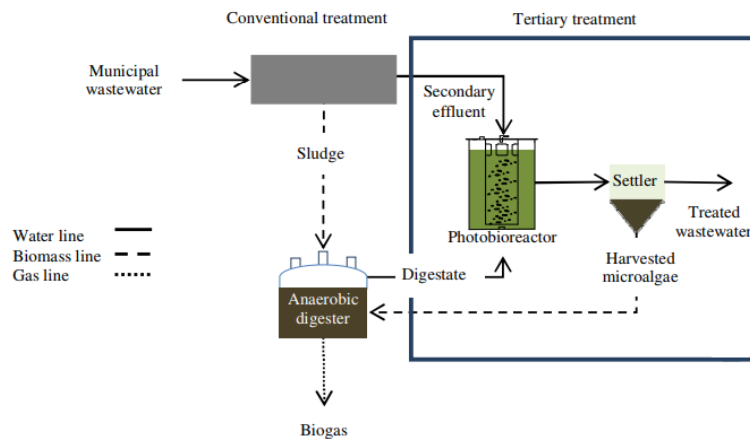 Conventional treatment
Tertiary treatment
Municipal
wastewater
Secondary
effluent
Sludge
Settler
Treated
wastewater
Water line
Biomass line
Gas line
Photobioreactor
Harvested
microalgae
Digestate
Anaerobic
digester
Biogas